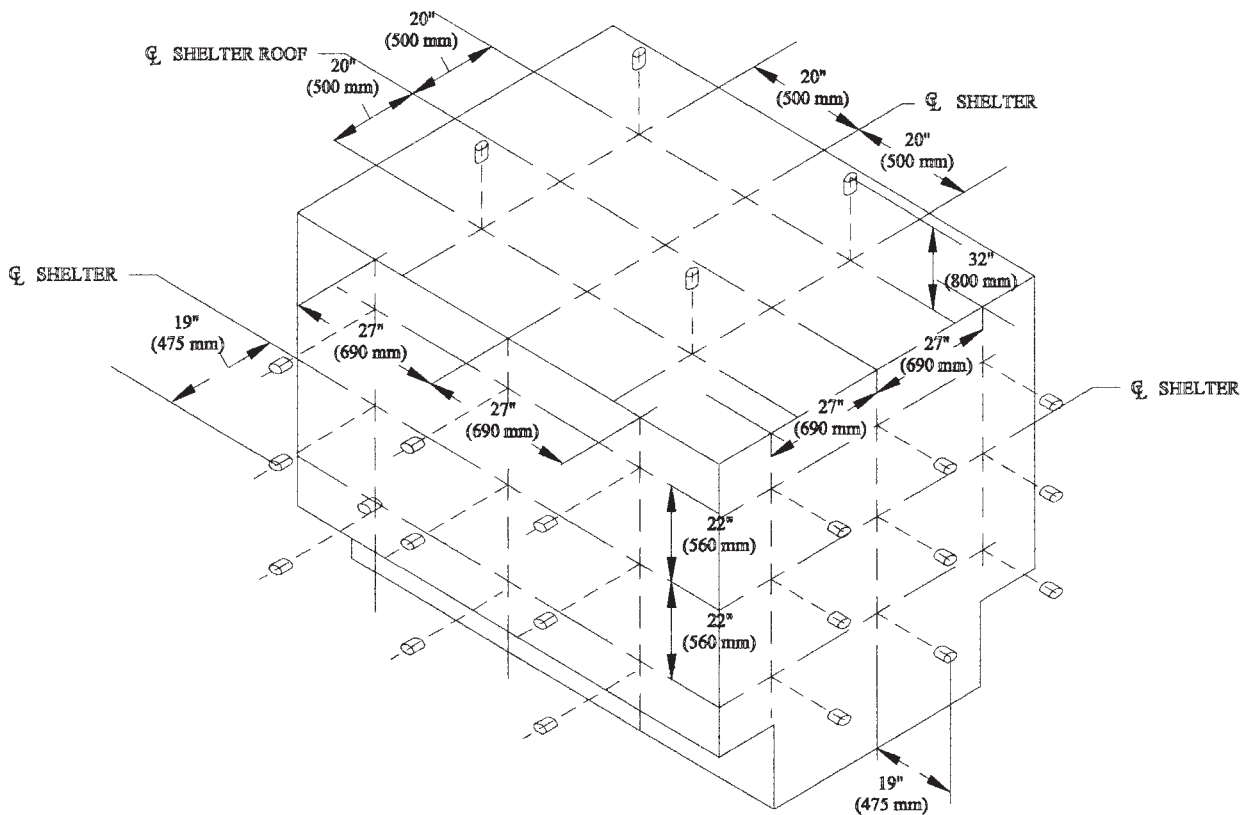 20"
(500 mm)
℄ SHELTER ROOF
20"
(500 mm)
20"
(500 mm)
℄ SHELTER
20"
(500 mm)
32"
(800 mm)
℄ SHELTER
19"
(475 mm)
27"
(690 mm)
27"
(690 mm)
27"
(690 mm)
27"
(690 mm)
℄ SHELTER
22"
(560 mm)
22"
(560 mm)
19"
(475 mm)